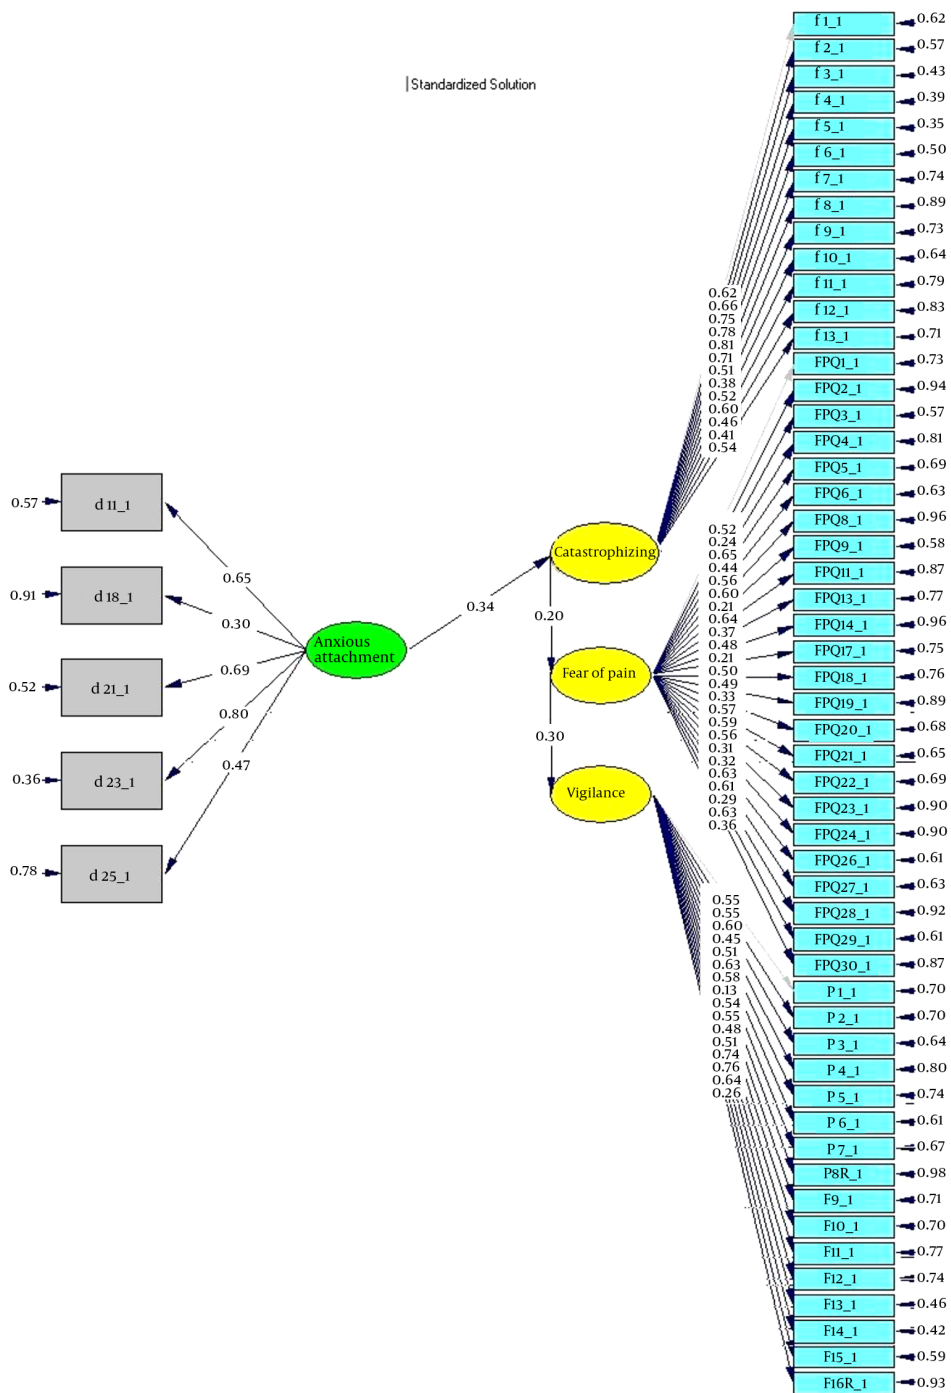 Standardized Solution
f 1_1
0.62
f 2_1
0.57
f 3_1
0.43
f 4_1
0.39
f 5_1
0.35
f 6_1
0.50
f 7_1
0.74
f 8_1
0.89
f 9_1
0.73
f 10_1
0.64
f 11_1
0.79
f 12_1
0.83
f 13_1
0.71
FPQ1_1
0.73
FPQ2_1
0.94
FPQ3_1
0.57
FPQ4_1
0.81
FPQ5_1
0.69
FPQ6_1
0.63
FPQ8_1
0.96
FPQ9_1
0.58
FPQ11_1
0.87
FPQ13_1
0.77
FPQ14_1
0.96
FPQ17_1
0.75
FPQ18_1
0.76
FPQ19_1
0.89
FPQ20_1
0.68
FPQ21_1
0.65
FPQ22_1
0.69
FPQ23_1
0.90
FPQ24_1
0.90
FPQ26_1
0.61
FPQ27_1
0.63
FPQ28_1
0.92
FPQ29_1
0.61
FPQ30_1
0.87
P 1_1
0.70
P 2_1
0.70
P 3_1
0.64
P 4_1
0.80
P 5_1
0.74
P 6_1
0.61
P 7_1
0.67
P8R_1
0.98
F9_1
0.71
F10_1
0.70
F11_1
0.77
F12_1
0.74
F13_1
0.46
F14_1
0.42
F15_1
0.59
F16R_1
0.93
0.62
0.66
0.75
0.78
0.81
0.71
0.51
0.38
0.52
0.60
0.46
0.41
0.54
0.52
0.24
0.65
0.44
0.56
0.60
0.21
0.64
0.37
0.48
0.21
0.50
0.49
0.33
0.57
0.59
0.56
0.31
0.32
0.63
0.61
0.29
0.63
0.36
0.55
0.55
0.60
0.45
0.51
0.63
0.58
0.13
0.54
0.55
0.48
0.51
0.74
0.76
0.64
0.26
Catastrophizing
0.20
Fear of pain
0.30
Vigilance
0.34
Anxious
attachment
0.65
0.30
0.69
0.80
0.47
0.57
d 11_1
0.91
d 18_1
0.52
d 21_1
0.36
d 23_1
0.78
d 25_1